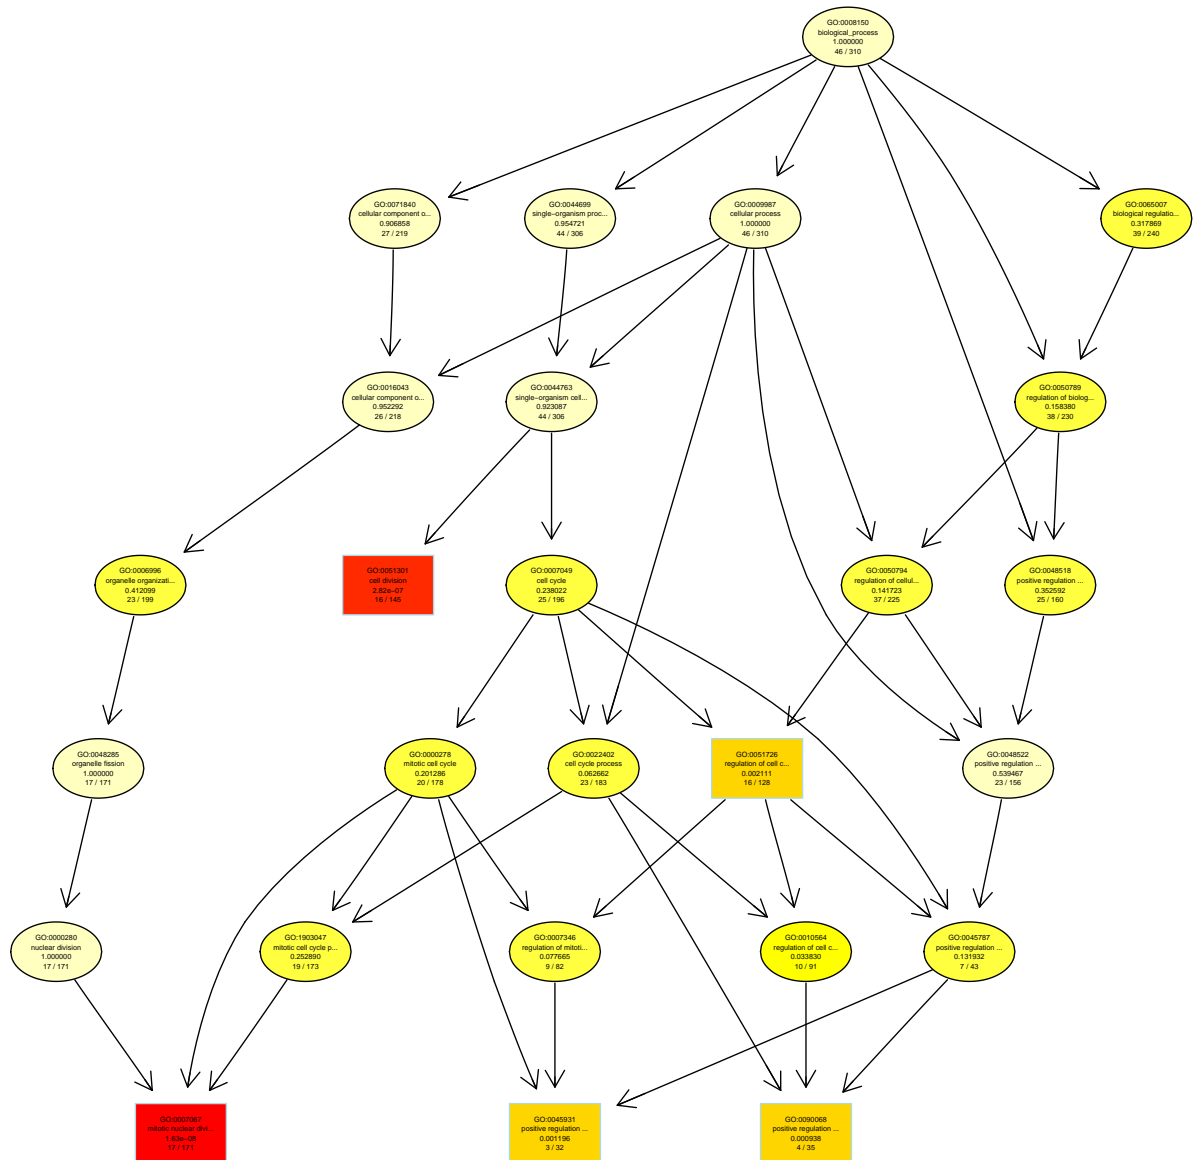 GO:0008150
biological_process
1.000000
46 / 310
GO:0071840
cellular component o...
0.906858
27 / 219
GO:0044699
single−organism proc...
0.954721
44 / 306
GO:0009987
cellular process
1.000000
46 / 310
GO:0065007
biological regulatio...
0.317869
39 / 240
GO:0016043
cellular component o...
0.952292
26 / 218
GO:0044763
single−organism cell...
0.923087
44 / 306
GO:0050789
regulation of biolog...
0.158380
38 / 230
GO:0006996
organelle organizati...
0.412099
23 / 199
GO:0051301
cell division
2.82e−07
16 / 145
GO:0007049
cell cycle
0.238022
25 / 196
GO:0050794
regulation of cellul...
0.141723
37 / 225
GO:0048518
positive regulation ...
0.352592
25 / 160
GO:0048285
organelle fission
1.000000
17 / 171
GO:0000278
mitotic cell cycle
0.201286
20 / 178
GO:0022402
cell cycle process
0.062662
23 / 183
GO:0051726
regulation of cell c...
0.002111
16 / 128
GO:0048522
positive regulation ...
0.539467
23 / 156
GO:0000280
nuclear division
1.000000
17 / 171
GO:1903047
mitotic cell cycle p...
0.252890
19 / 173
GO:0007346
regulation of mitoti...
0.077665
9 / 82
GO:0010564
regulation of cell c...
0.033830
10 / 91
GO:0045787
positive regulation ...
0.131932
7 / 43
GO:0007067
mitotic nuclear divi...
1.63e−08
17 / 171
GO:0045931
positive regulation ...
0.001196
3 / 32
GO:0090068
positive regulation ...
0.000938
4 / 35